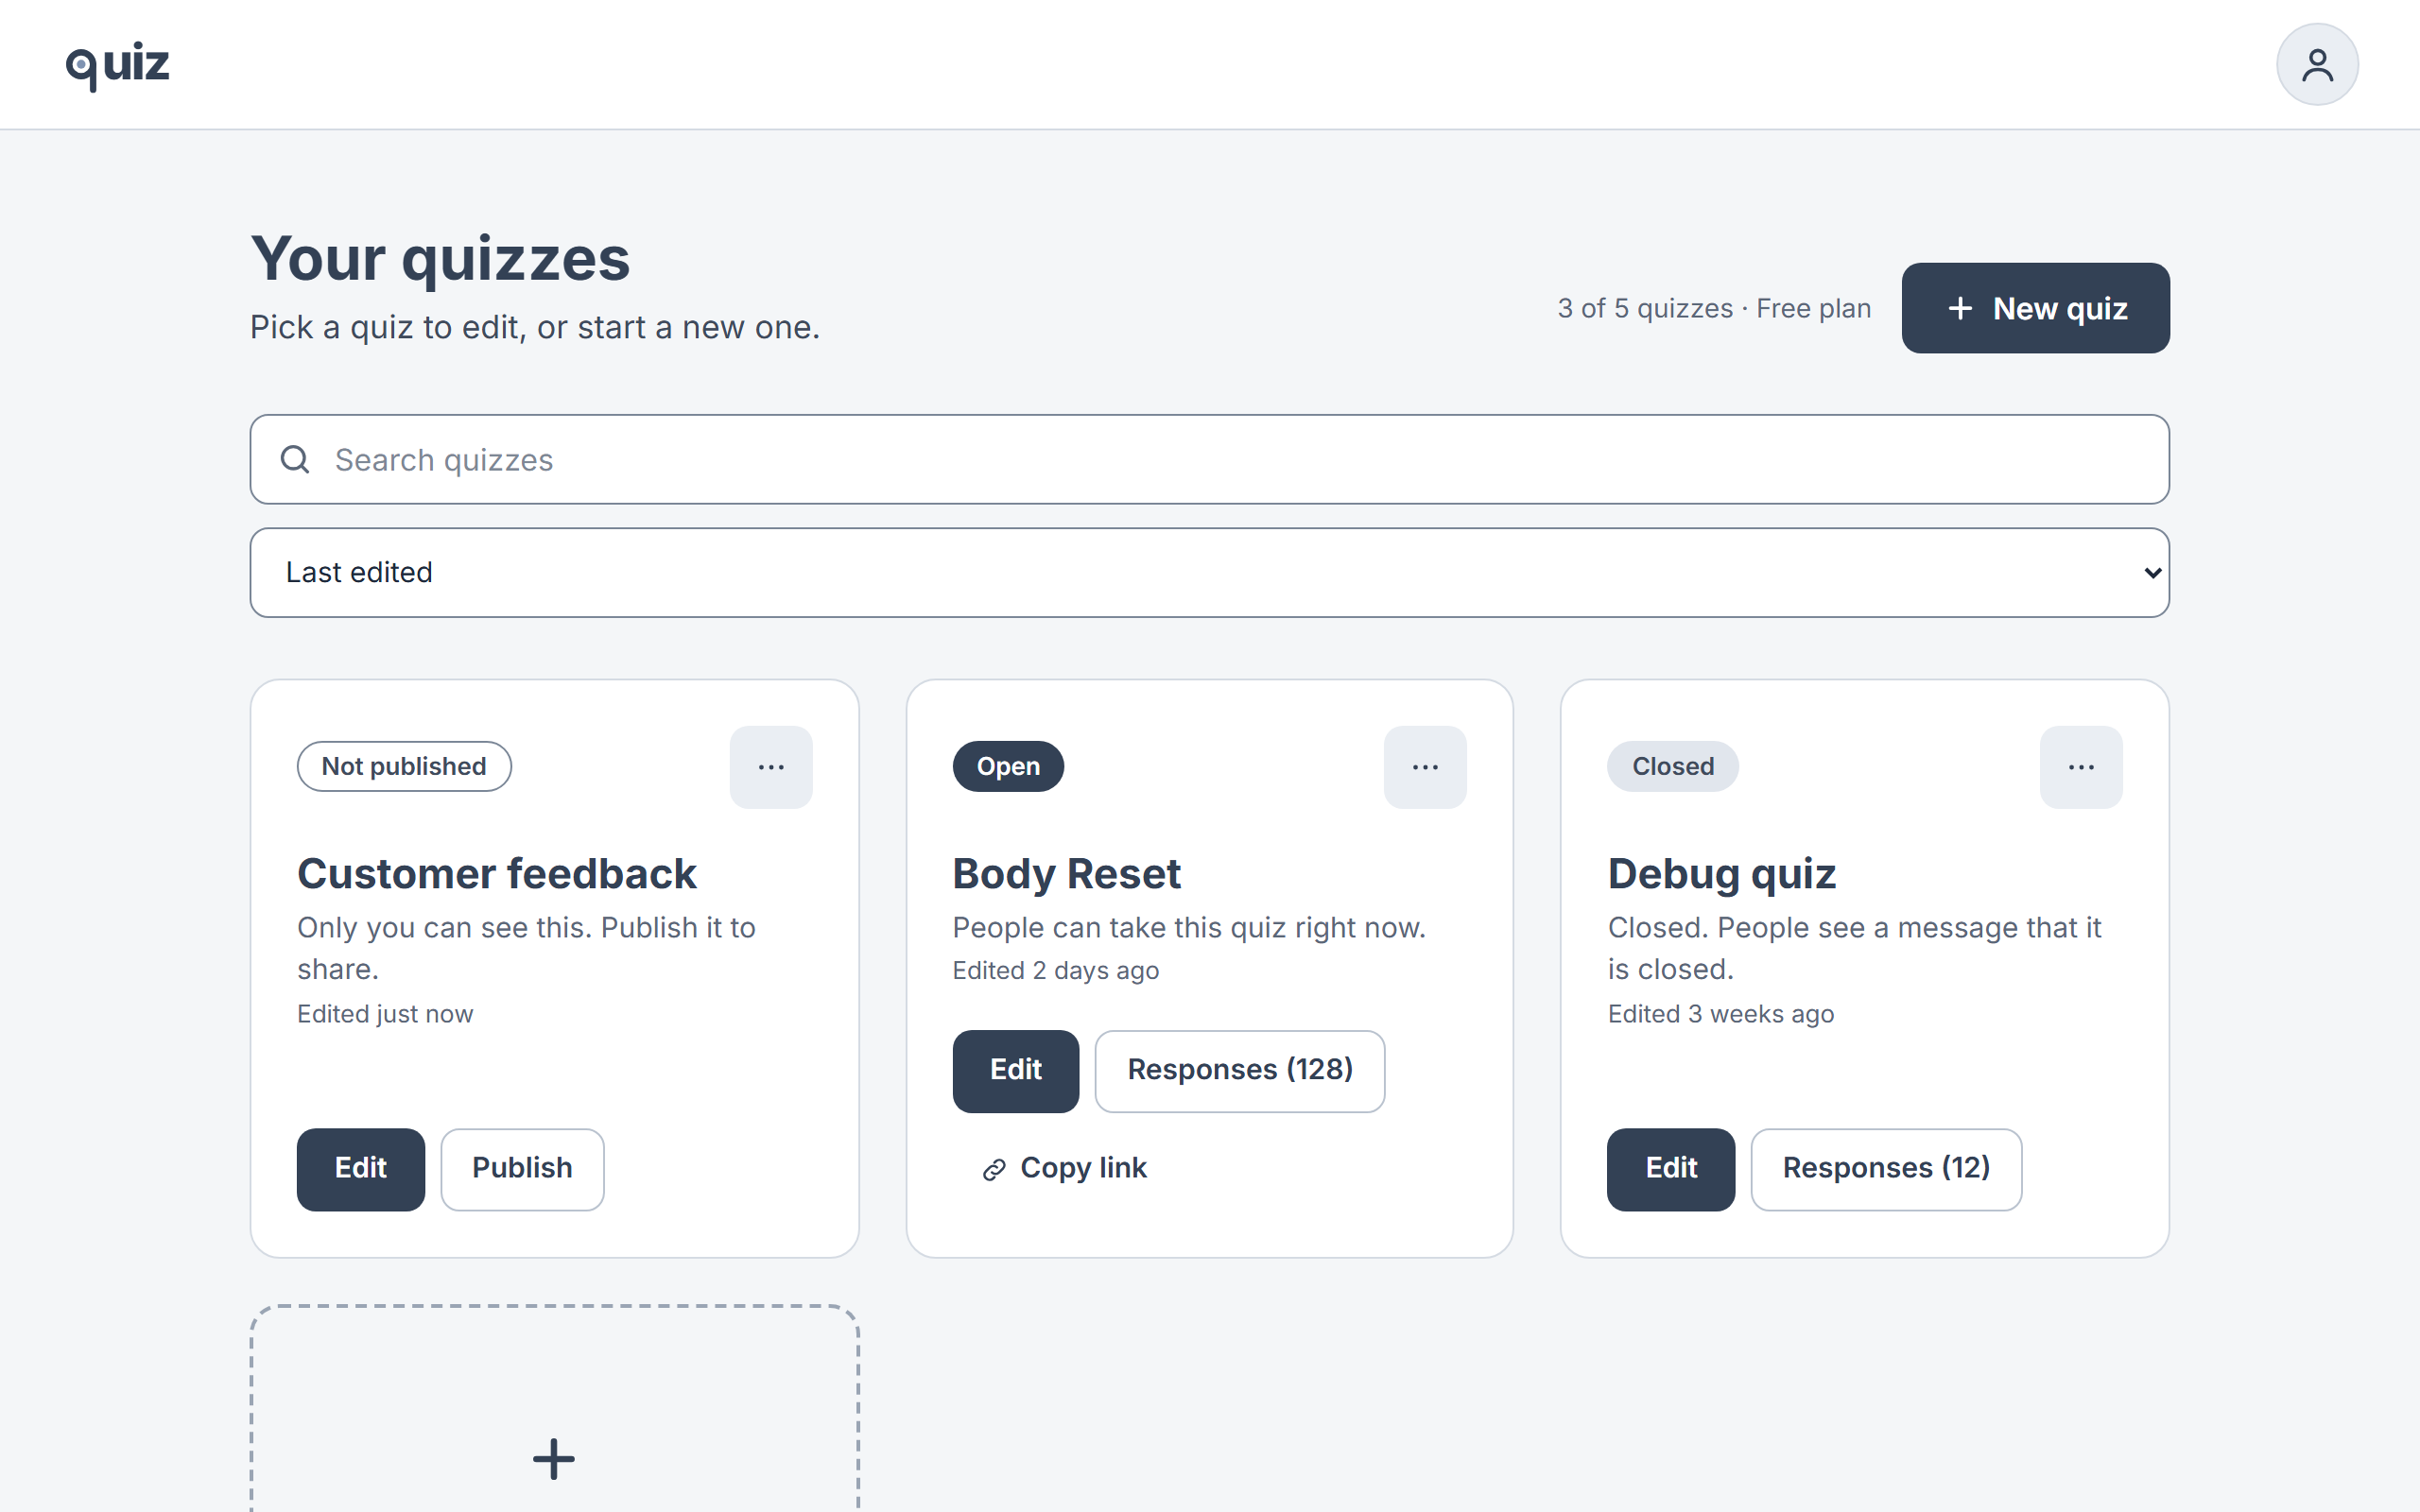 quiz
Your quizzes
Pick a quiz to edit, or start a new one.
3 of 5 quizzes · Free plan
New quiz
Search quizzes
Last edited
Not published
Customer feedback
Only you can see this. Publish it to
share.
Edited just now
Edit
Publish
Open
Body Reset
People can take this quiz right now.
Edited 2 days ago
Edit
Responses (128)
Copy link
Closed
Debug quiz
Closed. People see a message that it
is closed.
Edited 3 weeks ago
Edit
Responses (12)